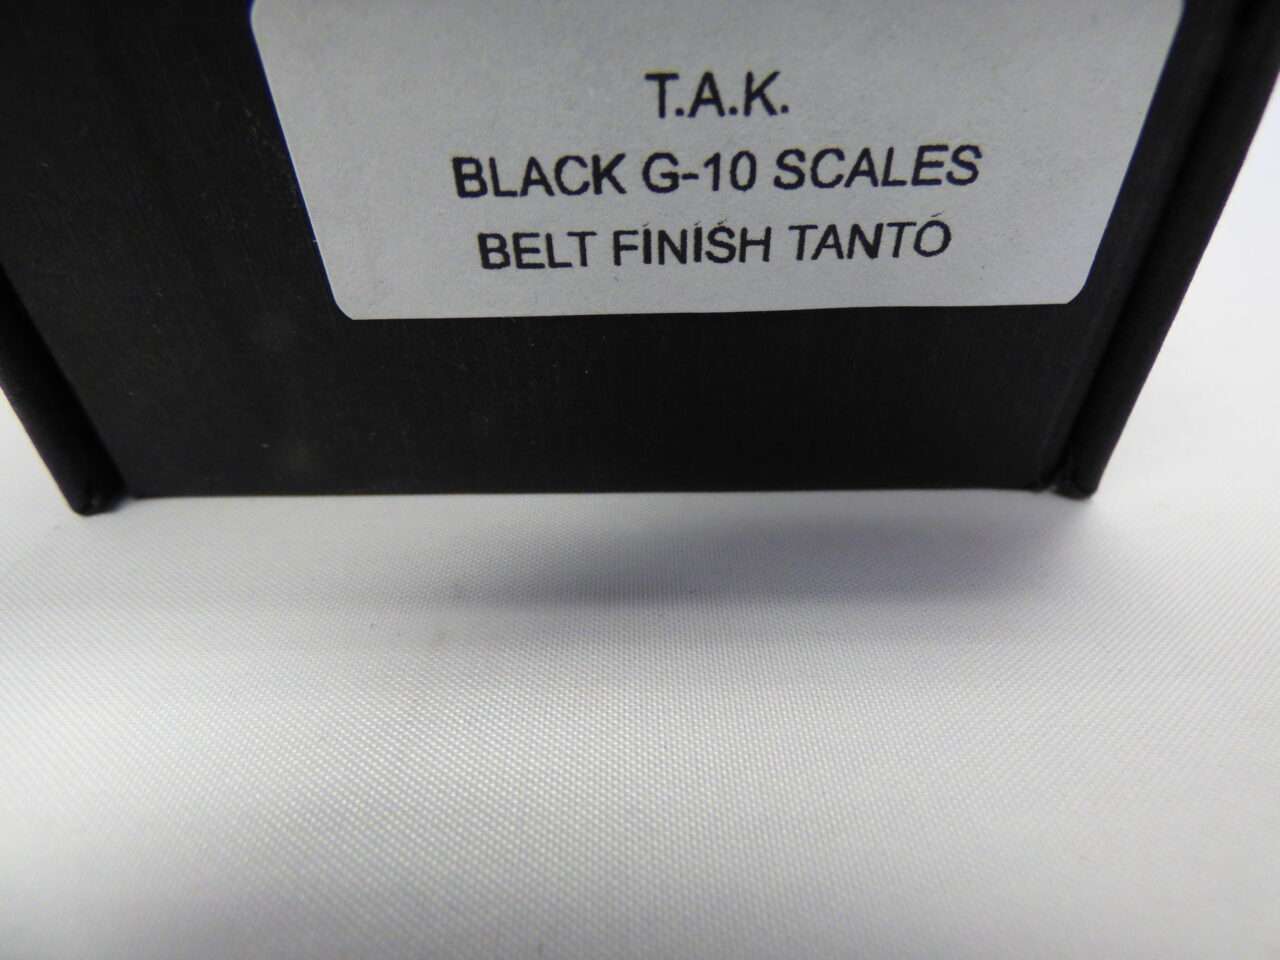 T.A.K.
BLACK G-10 SCALES
BELT FINISH TANTO